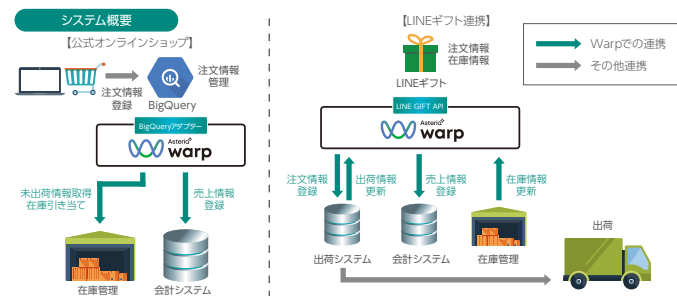 システム概要
【公式オンラインショップ】
注文情報
登録
BigQuery
注文情報
管理
BigQueryアダプター
Asteria
warp
未出荷情報取得
在庫引き当て
売上情報
登録
在庫管理
会計システム
【LINEギフト連携】
注文情報
在庫情報
LINEギフト
LINE GIFT API
Asteria
warp
注文情報
登録
出荷情報
更新
売上情報
登録
在庫情報
更新
出荷システム
会計システム
在庫管理
出荷
Warpでの連携
その他連携